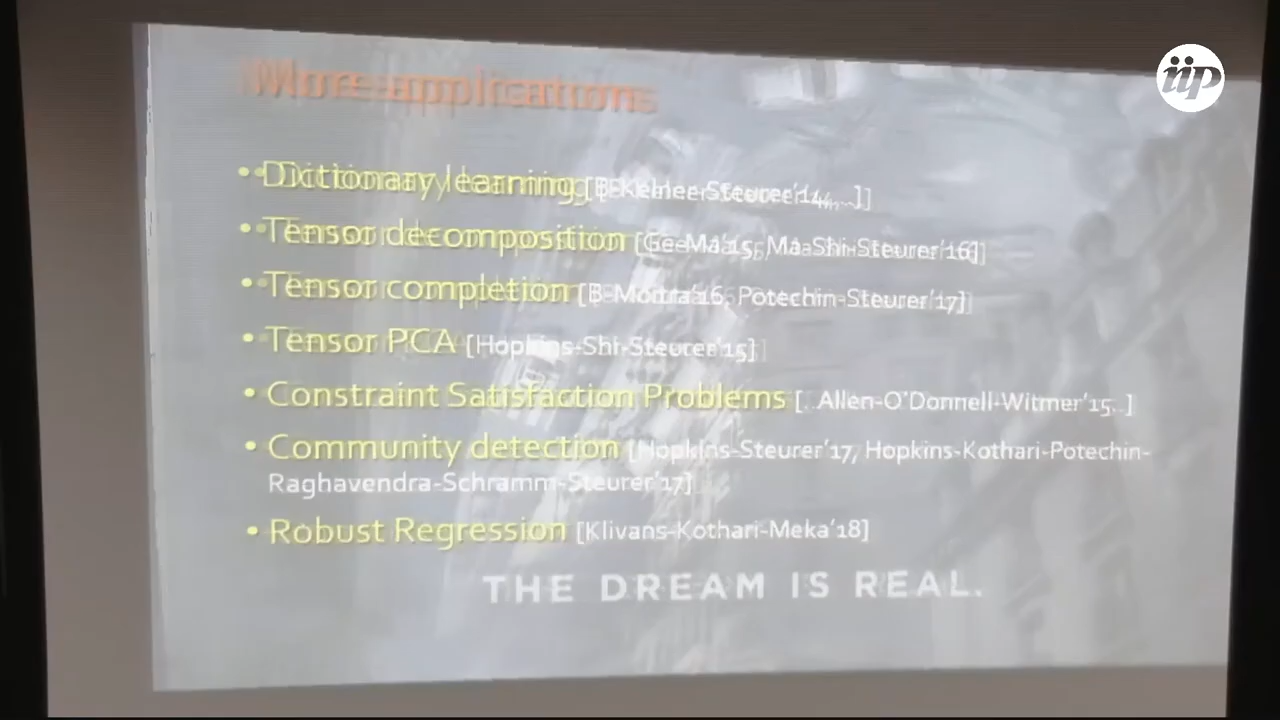 iip
More applications
• Dictionary learning [B-Kelner-Steurer'14, ...]
• Tensor decomposition [Ge-Ma'15, Ma-Shi-Steurer'16]
• Tensor completion [B-Moitra'16, Potechin-Steurer'17]
• Tensor PCA [Hopkins-Shi-Steurer'15]
• Constraint Satisfaction Problems [..Allen-O'Donnell-Witmer'15..]
• Community detection [Hopkins-Steurer'17, Hopkins-Kothari-Potechin-
Raghavendra-Schramm-Steurer'17]
• Robust Regression [Klivans-Kothari-Meka'18]
THE DREAM IS REAL.